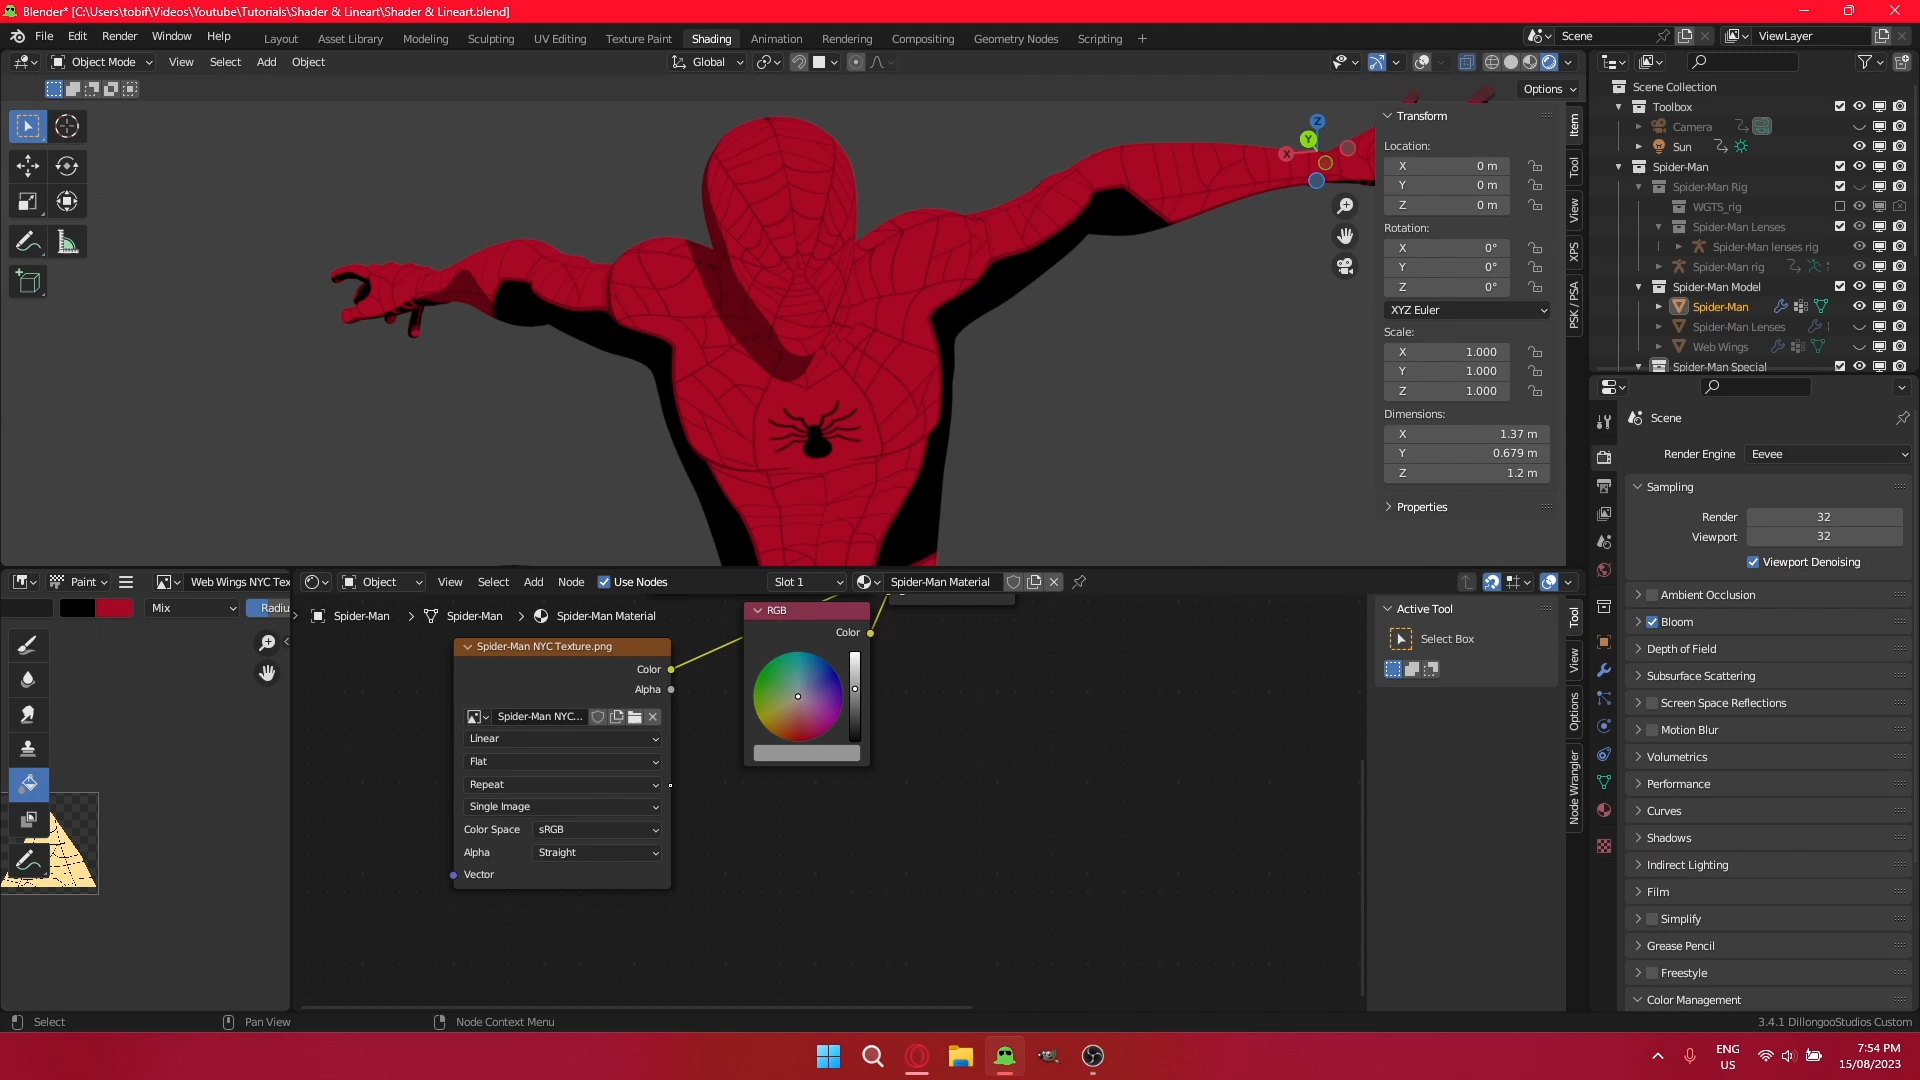 Blender* [C:\Users\tobif\Videos\Youtube\Tutorials\Shader & Lineart\Shader & Lineart.blend]
File Edit Render Window Help
Layout Asset Library Modeling Sculpting UV Editing Texture Paint Shading Animation Rendering Compositing Geometry Nodes Scripting +
Scene
ViewLayer
Object Mode View Select Add Object
Global
Options
Transform
Location:
X 0 m
Y 0 m
Z 0 m
Rotation:
X 0°
Y 0°
Z 0°
XYZ Euler
Scale:
X 1.000
Y 1.000
Z 1.000
Dimensions:
X 1.37 m
Y 0.679 m
Z 1.2 m
Properties
Item
Tool
View
XPS
PSK / PSA
Z
Y
X
Scene Collection
Toolbox
Camera
Sun
Spider-Man
Spider-Man Rig
WGTS_rig
Spider-Man Lenses
Spider-Man lenses rig
Spider-Man rig
Spider-Man Model
Spider-Man
Spider-Man Lenses
Web Wings
Spider-Man Special
Scene
Render Engine Eevee
Sampling
Render 32
Viewport 32
Viewport Denoising
Ambient Occlusion
Bloom
Depth of Field
Subsurface Scattering
Screen Space Reflections
Motion Blur
Volumetrics
Performance
Curves
Shadows
Indirect Lighting
Film
Simplify
Grease Pencil
Freestyle
Color Management
Paint
Web Wings NYC Tex
Mix
Radiu
Object View Select Add Node Use Nodes
Slot 1
Spider-Man Material
Spider-Man > Spider-Man > Spider-Man Material
Spider-Man NYC Texture.png
Color
Alpha
Spider-Man NYC...
Linear
Flat
Repeat
Single Image
Color Space sRGB
Alpha Straight
Vector
RGB
Color
Active Tool
Select Box
Tool
View
Options
Node Wrangler
Select
Pan View
Node Context Menu
3.4.1 DillongooStudios Custom
ENG
US
7:54 PM
15/08/2023